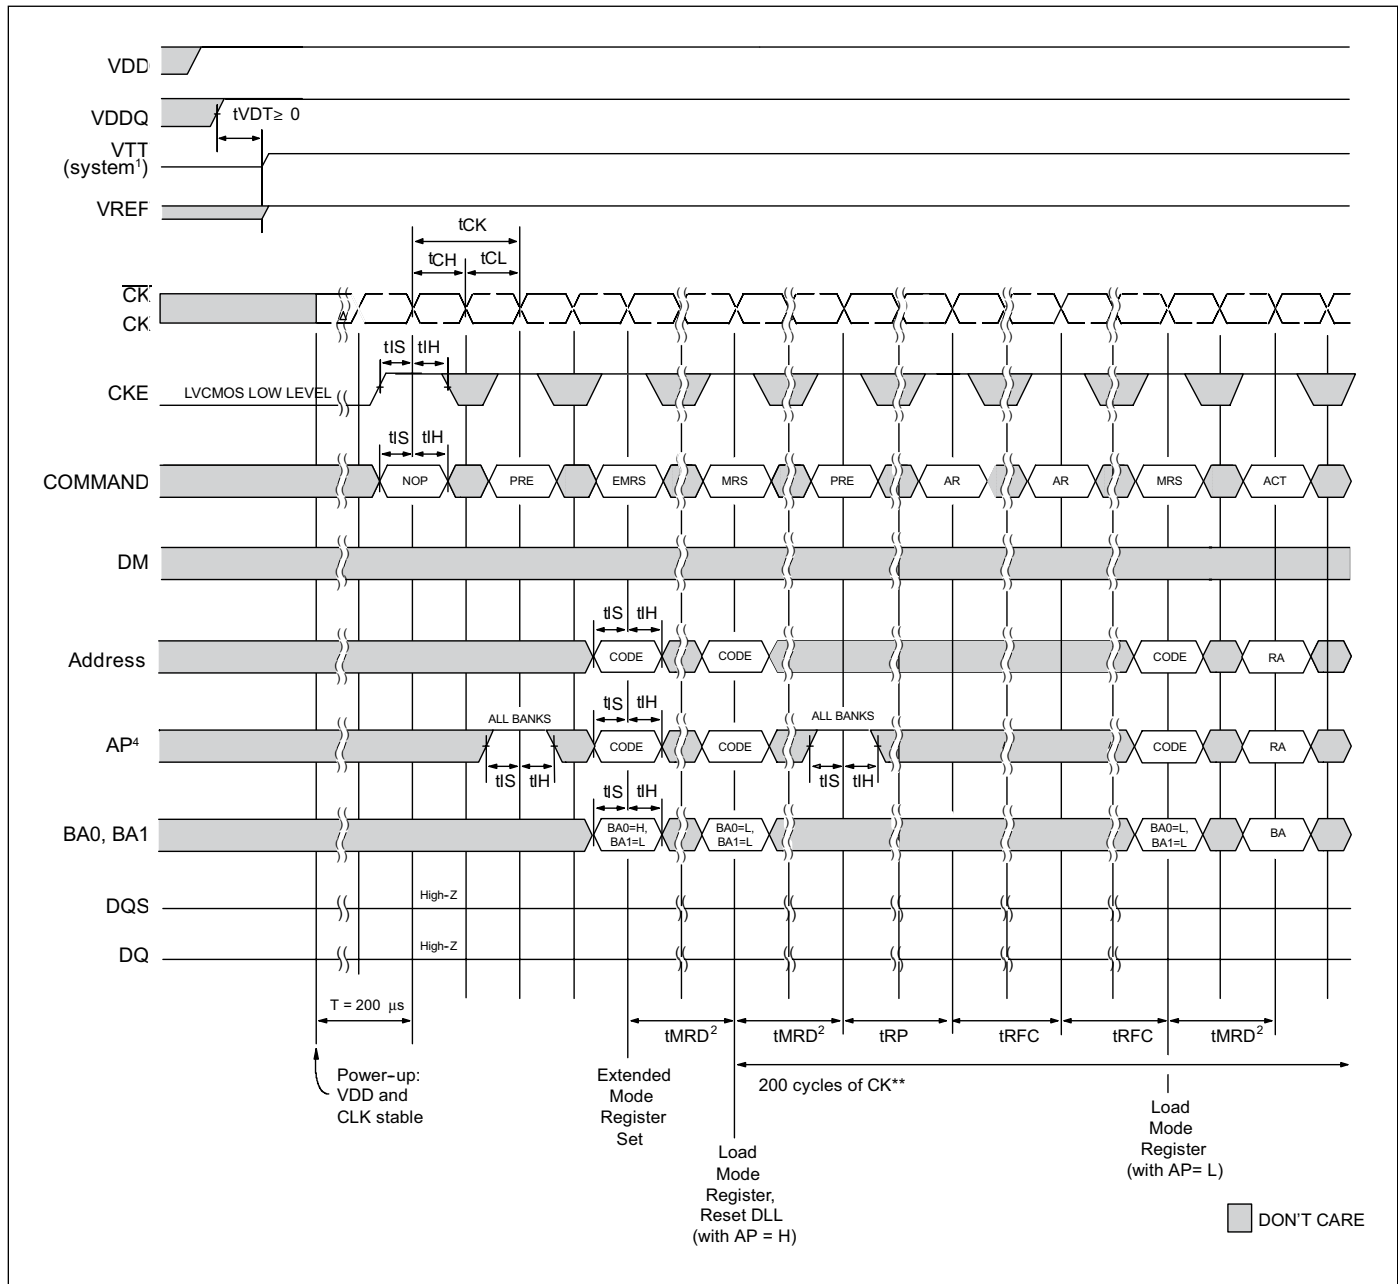 VDD
VDDQ
tVDT≥ 0
VTT
(system¹)
VREF
tCK
tCH tCL
CK
CK
tIS tIH
CKE
LVCMOS LOW LEVEL
tIS tIH
COMMAND
NOP PRE EMRS MRS PRE AR AR MRS ACT
DM
tIS tIH
Address
CODE CODE CODE RA
ALL BANKS tIS tIH ALL BANKS
AP⁴
CODE CODE CODE RA
tIS tIH tIS tIH
tIS tIH
BA0, BA1
BA0=H, BA0=L, BA0=L, BA
BA1=L BA1=L BA1=L
DQS
High-Z
DQ
High-Z
T = 200 µs
tMRD² tMRD² tRP tRFC tRFC tMRD²
200 cycles of CK**
Power-up:
VDD and
CLK stable
Extended
Mode
Register
Set
Load
Mode
Register,
Reset DLL
(with AP = H)
Load
Mode
Register
(with AP= L)
DON'T CARE